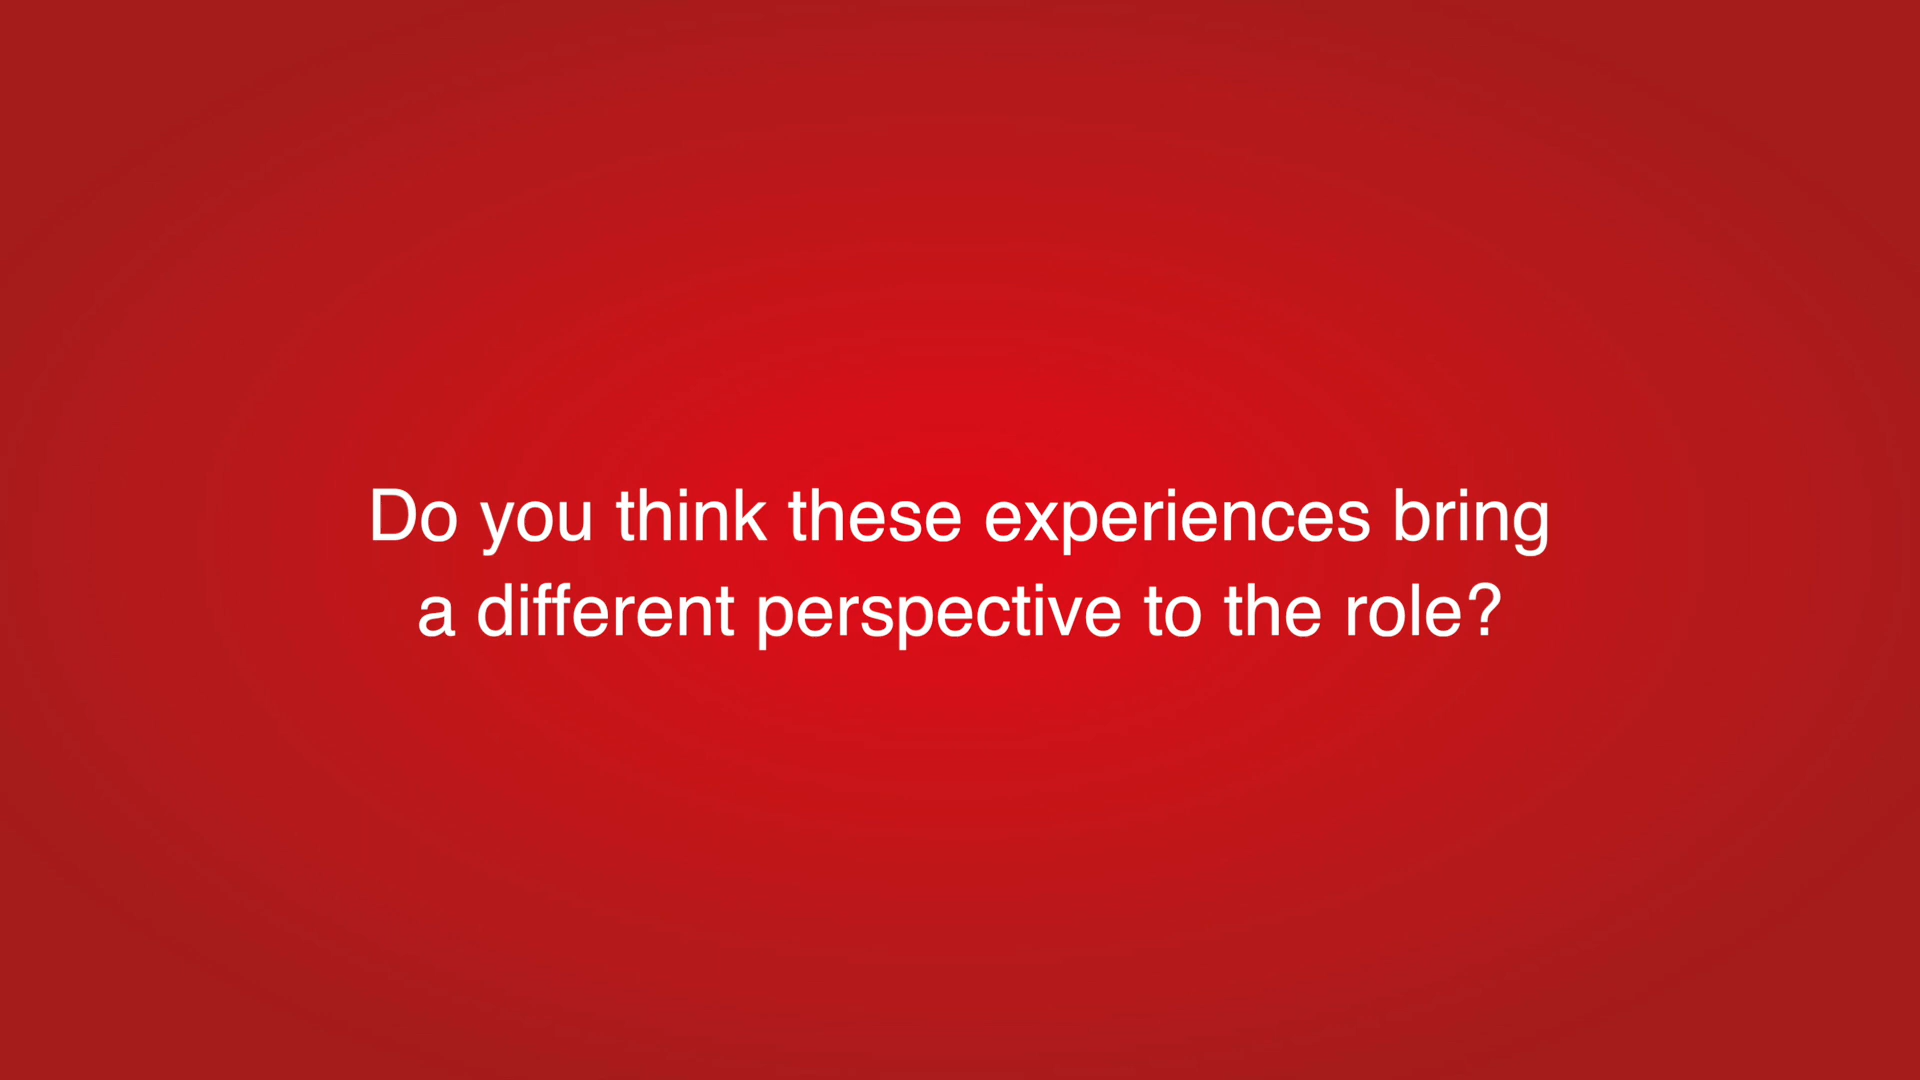 Do you think these experiences bring
a different perspective to the role?